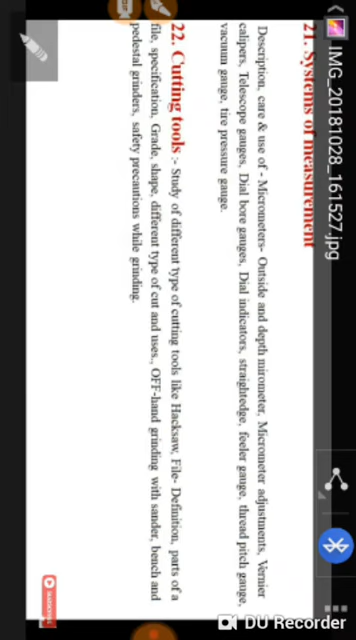 IMG_20181028_161527.jpg
21. Systems of measurement
Description, care & use of - Micrometers- Outside and depth mirometer, Micrometer adjustments, Vernier
calipers, Telescope gauges, Dial bore gauges, Dial indicators, straightedge, feeler gauge, thread pitch gauge,
vacuum gauge, tire pressure gauge.
22. Cutting tools :- Study of different type of cutting tools like Hacksaw, File- Definition, parts of a
file, specification, Grade, shape, different type of cut and uses., OFF-hand grinding with sander, bench and
pedestal grinders, safety precautions while grinding.
SUBSCRIBE
DU Recorder